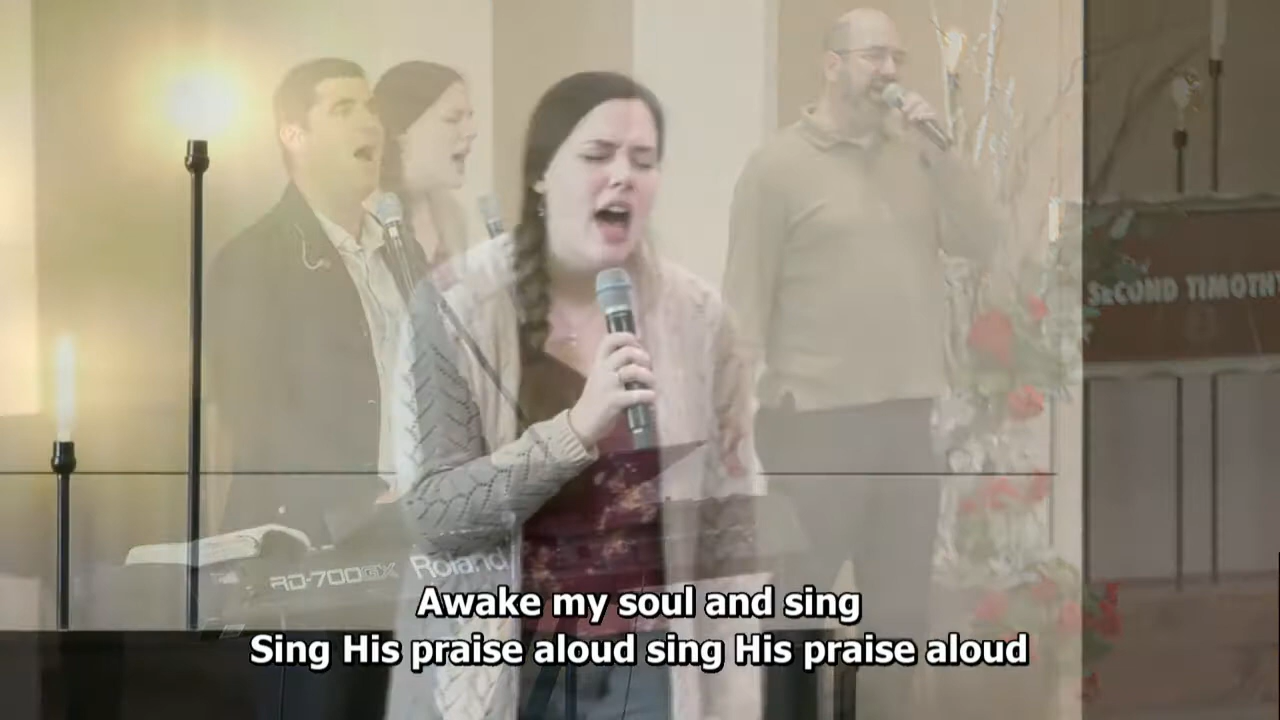 SECOND TIMOTHY
RD-700GX Roland
Awake my soul and sing
Sing His praise aloud sing His praise aloud